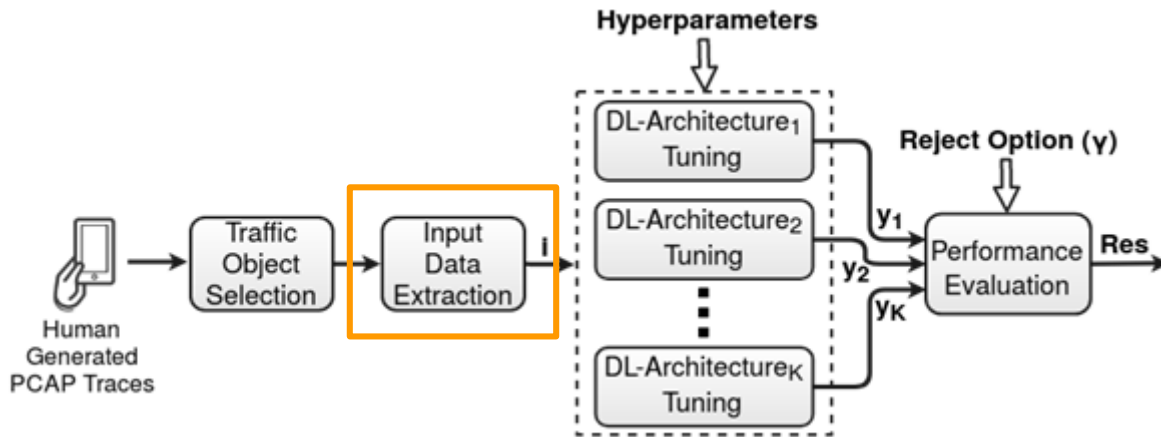 Hyperparameters
DL-Architecture1
Tuning
Reject Option (γ)
Traffic
Object
Selection
Input
Data
Extraction
i
DL-Architecture2
Tuning
y1
y2
yK
Performance
Evaluation
Res
Human
Generated
PCAP Traces
DL-ArchitectureK
Tuning